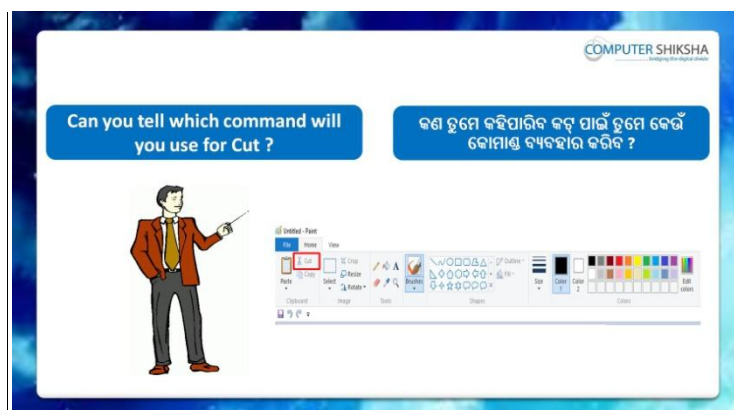 COMPUTER SHIKSHA
bridging the digital divide
Can you tell which command will
you use for Cut ?
କଣ ତୁମେ କହିପାରିବ କଟ୍ ପାଇଁ ତୁମେ କେଉଁ
କୋମାଣ୍ଡ ବ୍ୟବହାର କରିବ ?
Untitled - Paint
File Home View
Cut Crop Outline
Copy Resize Fill
Paste Select Rotate A Brushes Size Color 1 Color 2 Edit colors
Clipboard Image Tools Shapes Colors